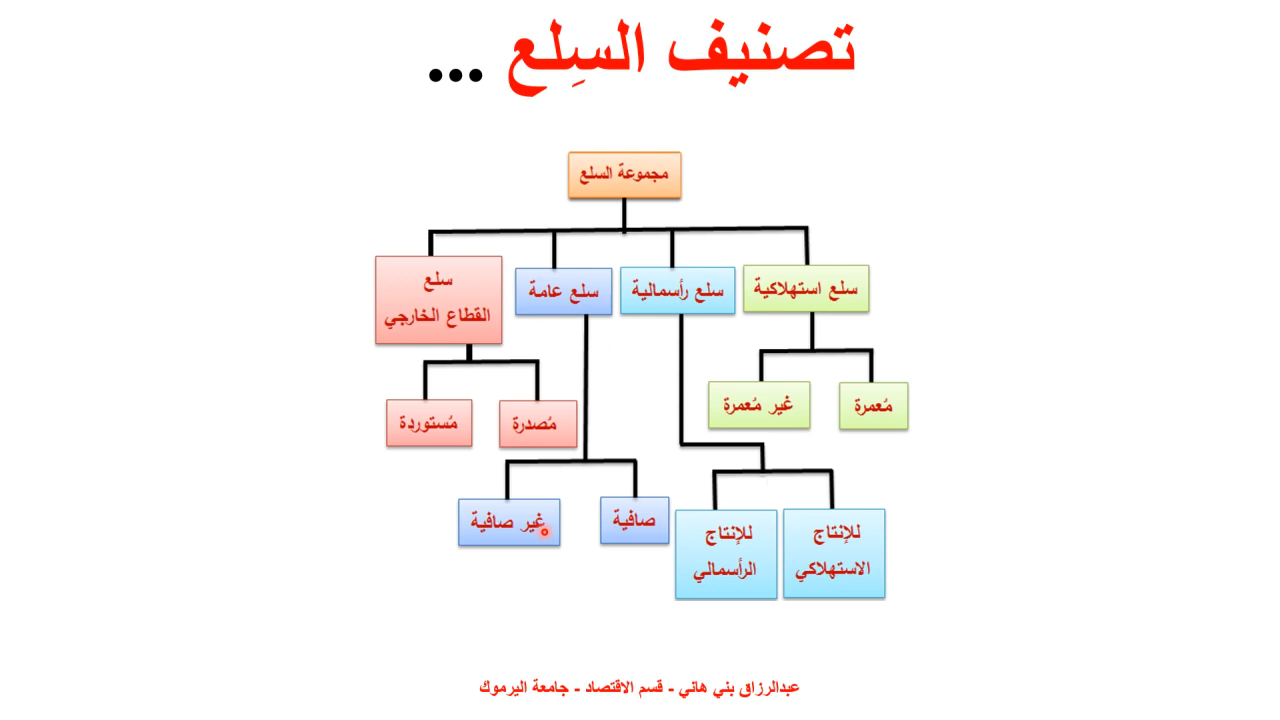 تصنيف السِلع ...
مجموعة السلع
سلع استهلاكية
سلع رأسمالية
سلع عامة
سلع
القطاع الخارجي
مُعمرة
غير مُعمرة
مُصدرة
مُستوردة
صافية
غير صافية
للإنتاج
الاستهلاكي
للإنتاج
الرأسمالي
عبدالرزاق بني هاني - قسم الاقتصاد - جامعة اليرموك